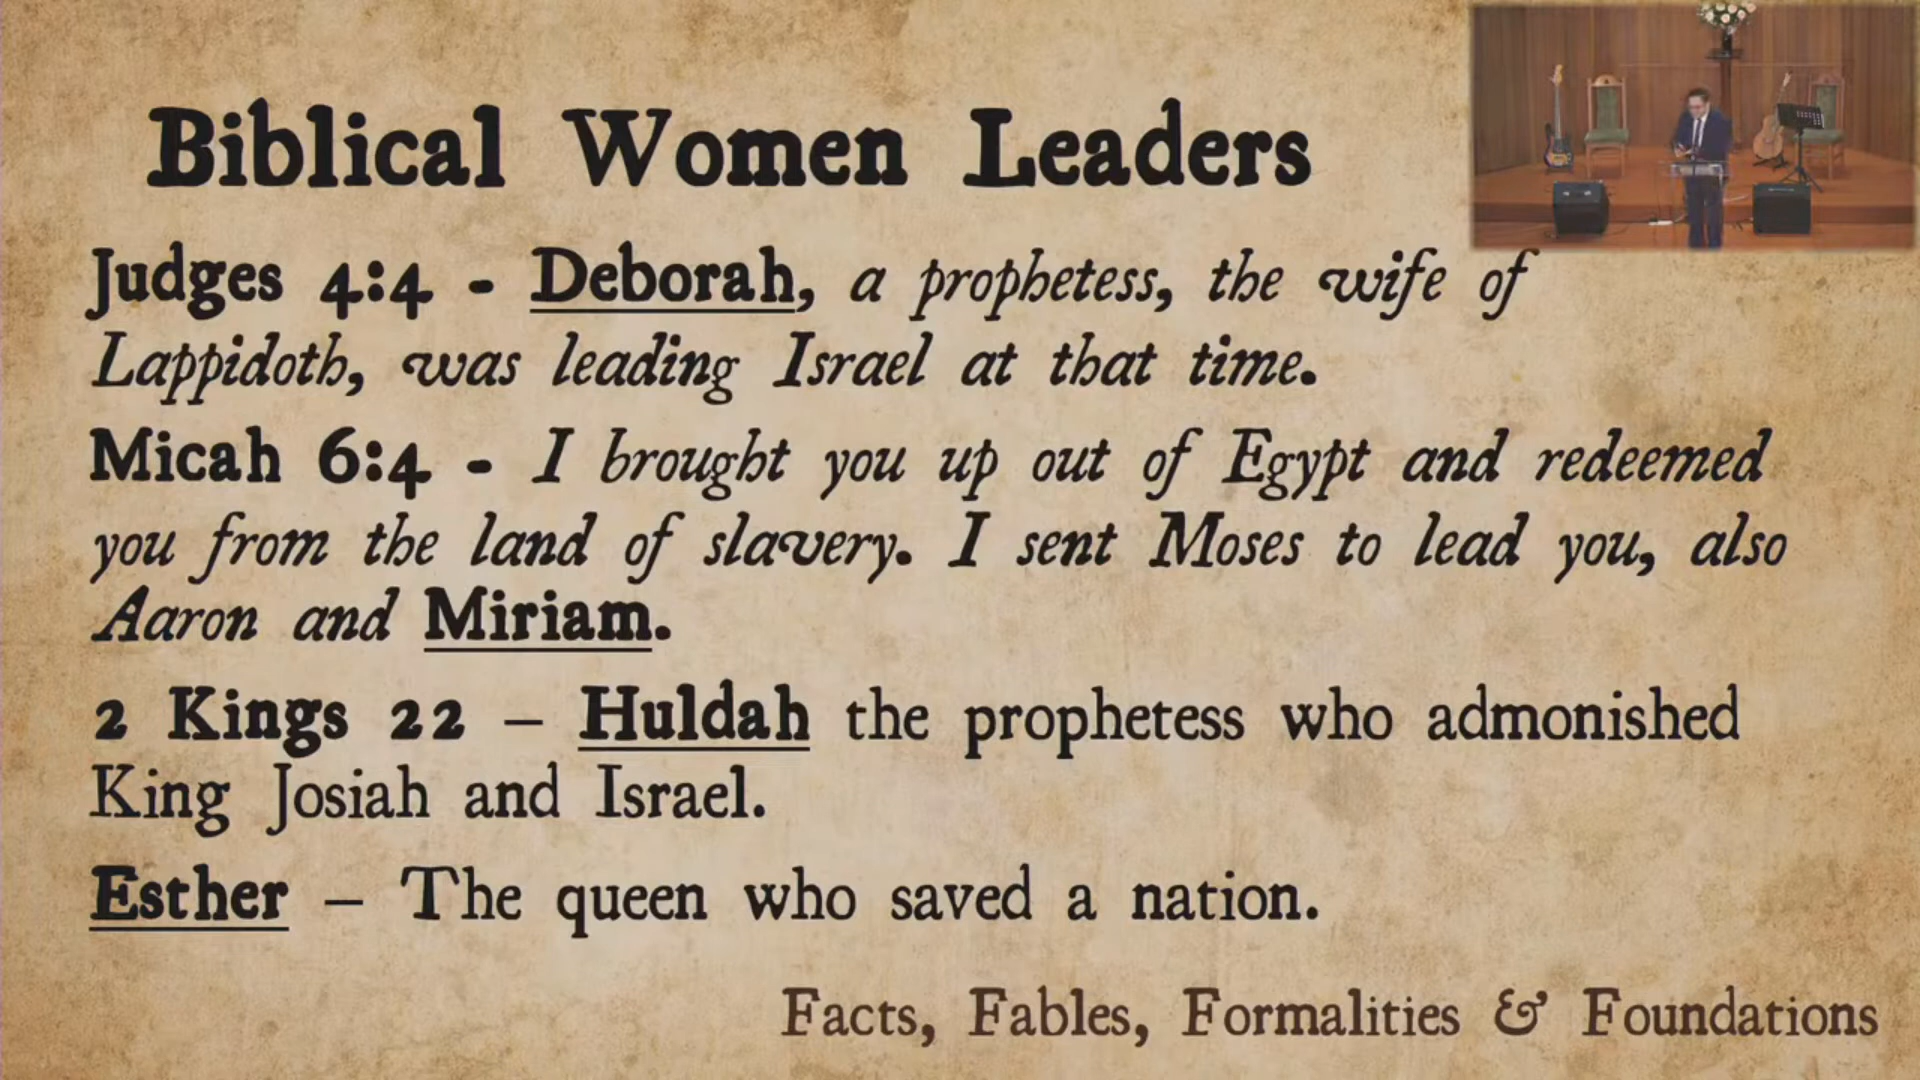 Biblical Women Leaders
Judges 4:4 - Deborah, a prophetess, the wife of
Lappidoth, was leading Israel at that time.
Micah 6:4 - I brought you up out of Egypt and redeemed
you from the land of slavery. I sent Moses to lead you, also
Aaron and Miriam.
2 Kings 22 – Huldah the prophetess who admonished
King Josiah and Israel.
Esther – The queen who saved a nation.
Facts, Fables, Formalities & Foundations